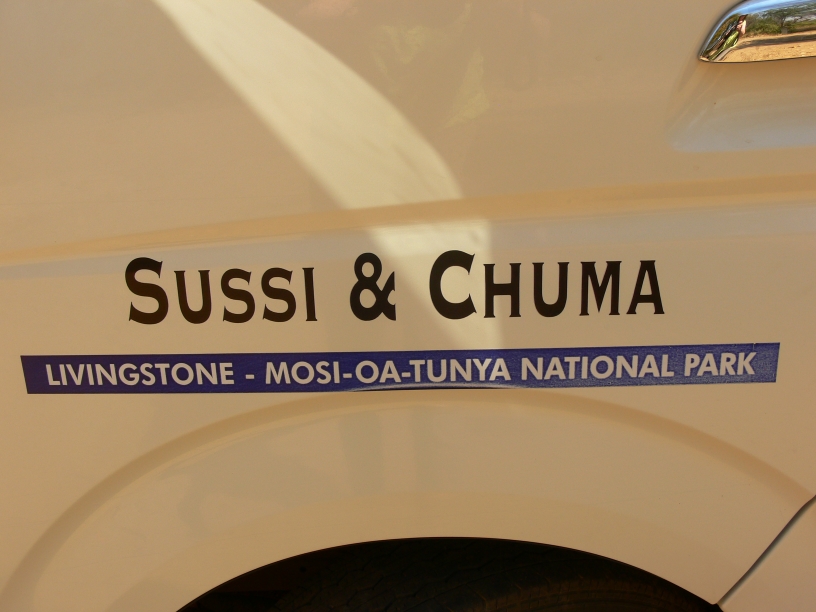 SUSSI & CHUMA
LIVINGSTONE - MOSI-OA-TUNYA NATIONAL PARK